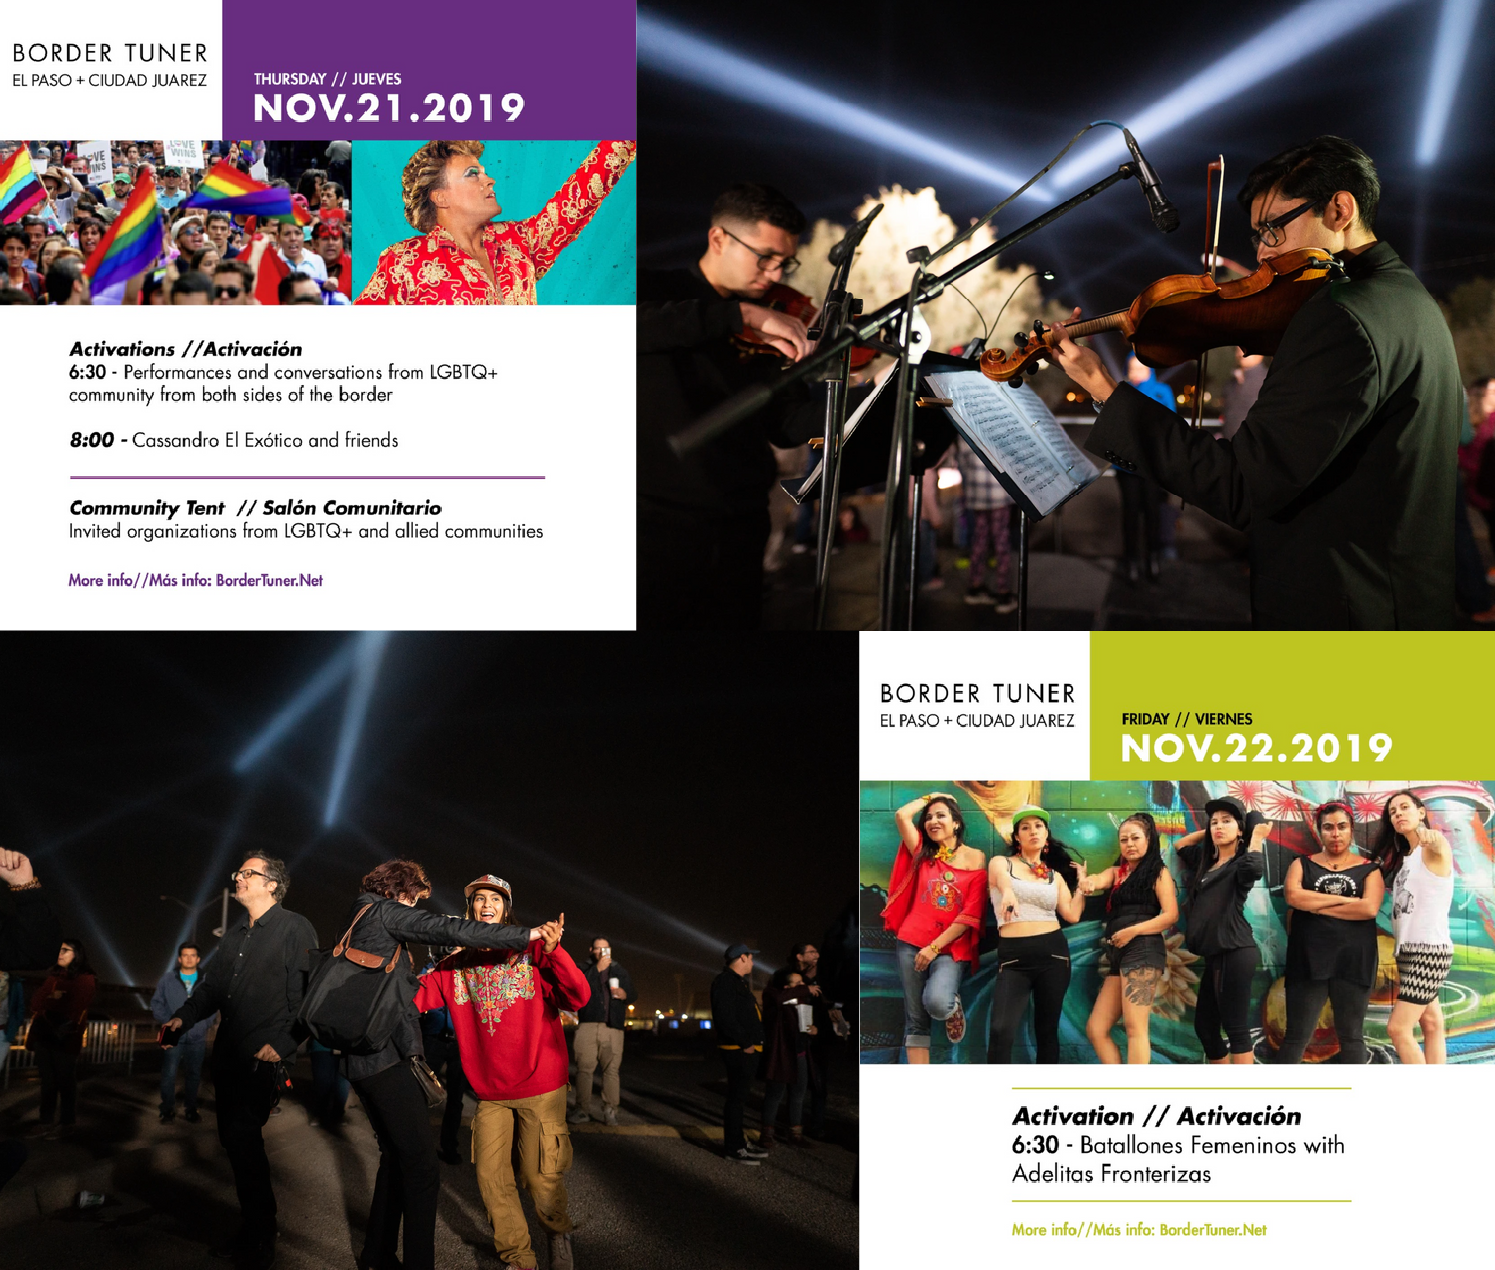 BORDER TUNER
EL PASO + CIUDAD JUAREZ
THURSDAY // JUEVES
NOV.21.2019
LOVE
WINS
LOVE
WINS
Activations //Activación
6:30 - Performances and conversations from LGBTQ+
community from both sides of the border
8:00 - Cassandro El Exótico and friends
Community Tent // Salón Comunitario
Invited organizations from LGBTQ+ and allied communities
More info//Más info: BorderTuner.Net
BORDER TUNER
EL PASO + CIUDAD JUAREZ
FRIDAY // VIERNES
NOV.22.2019
Activation // Activación
6:30 - Batallones Femeninos with
Adelitas Fronterizas
More info//Más info: BorderTuner.Net